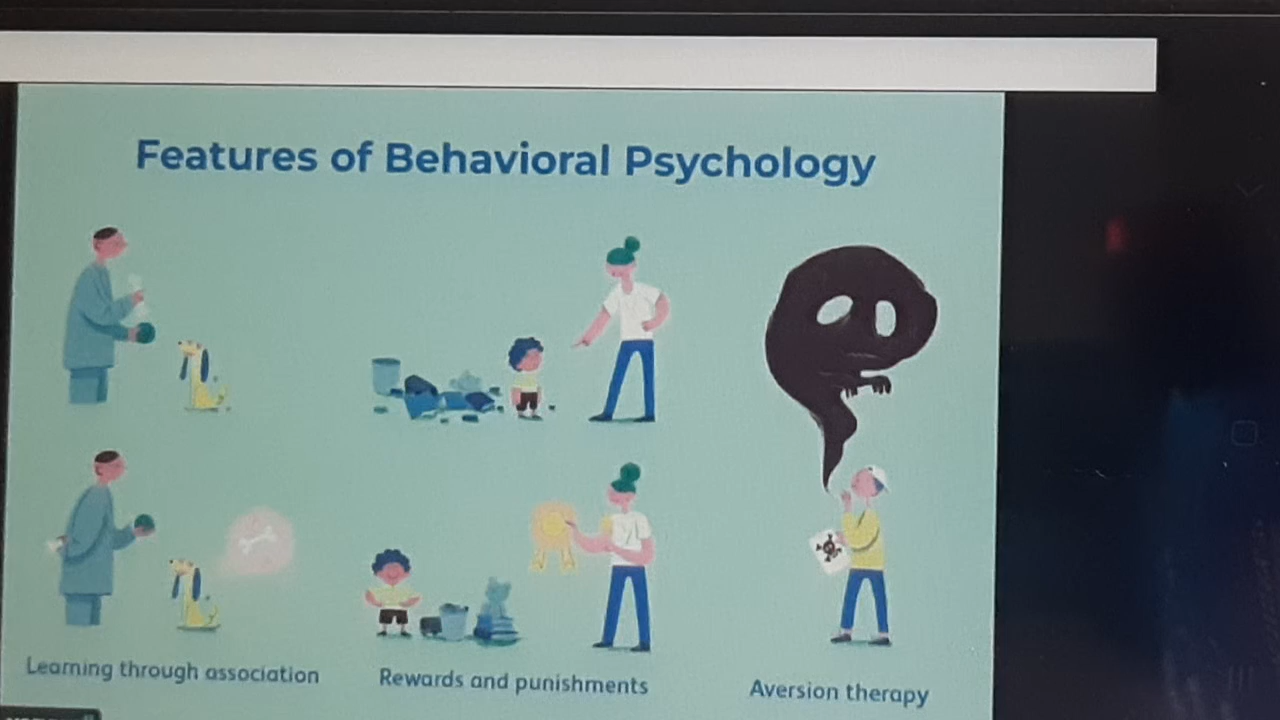 Features of Behavioral Psychology
Learning through association
Rewards and punishments
Aversion therapy